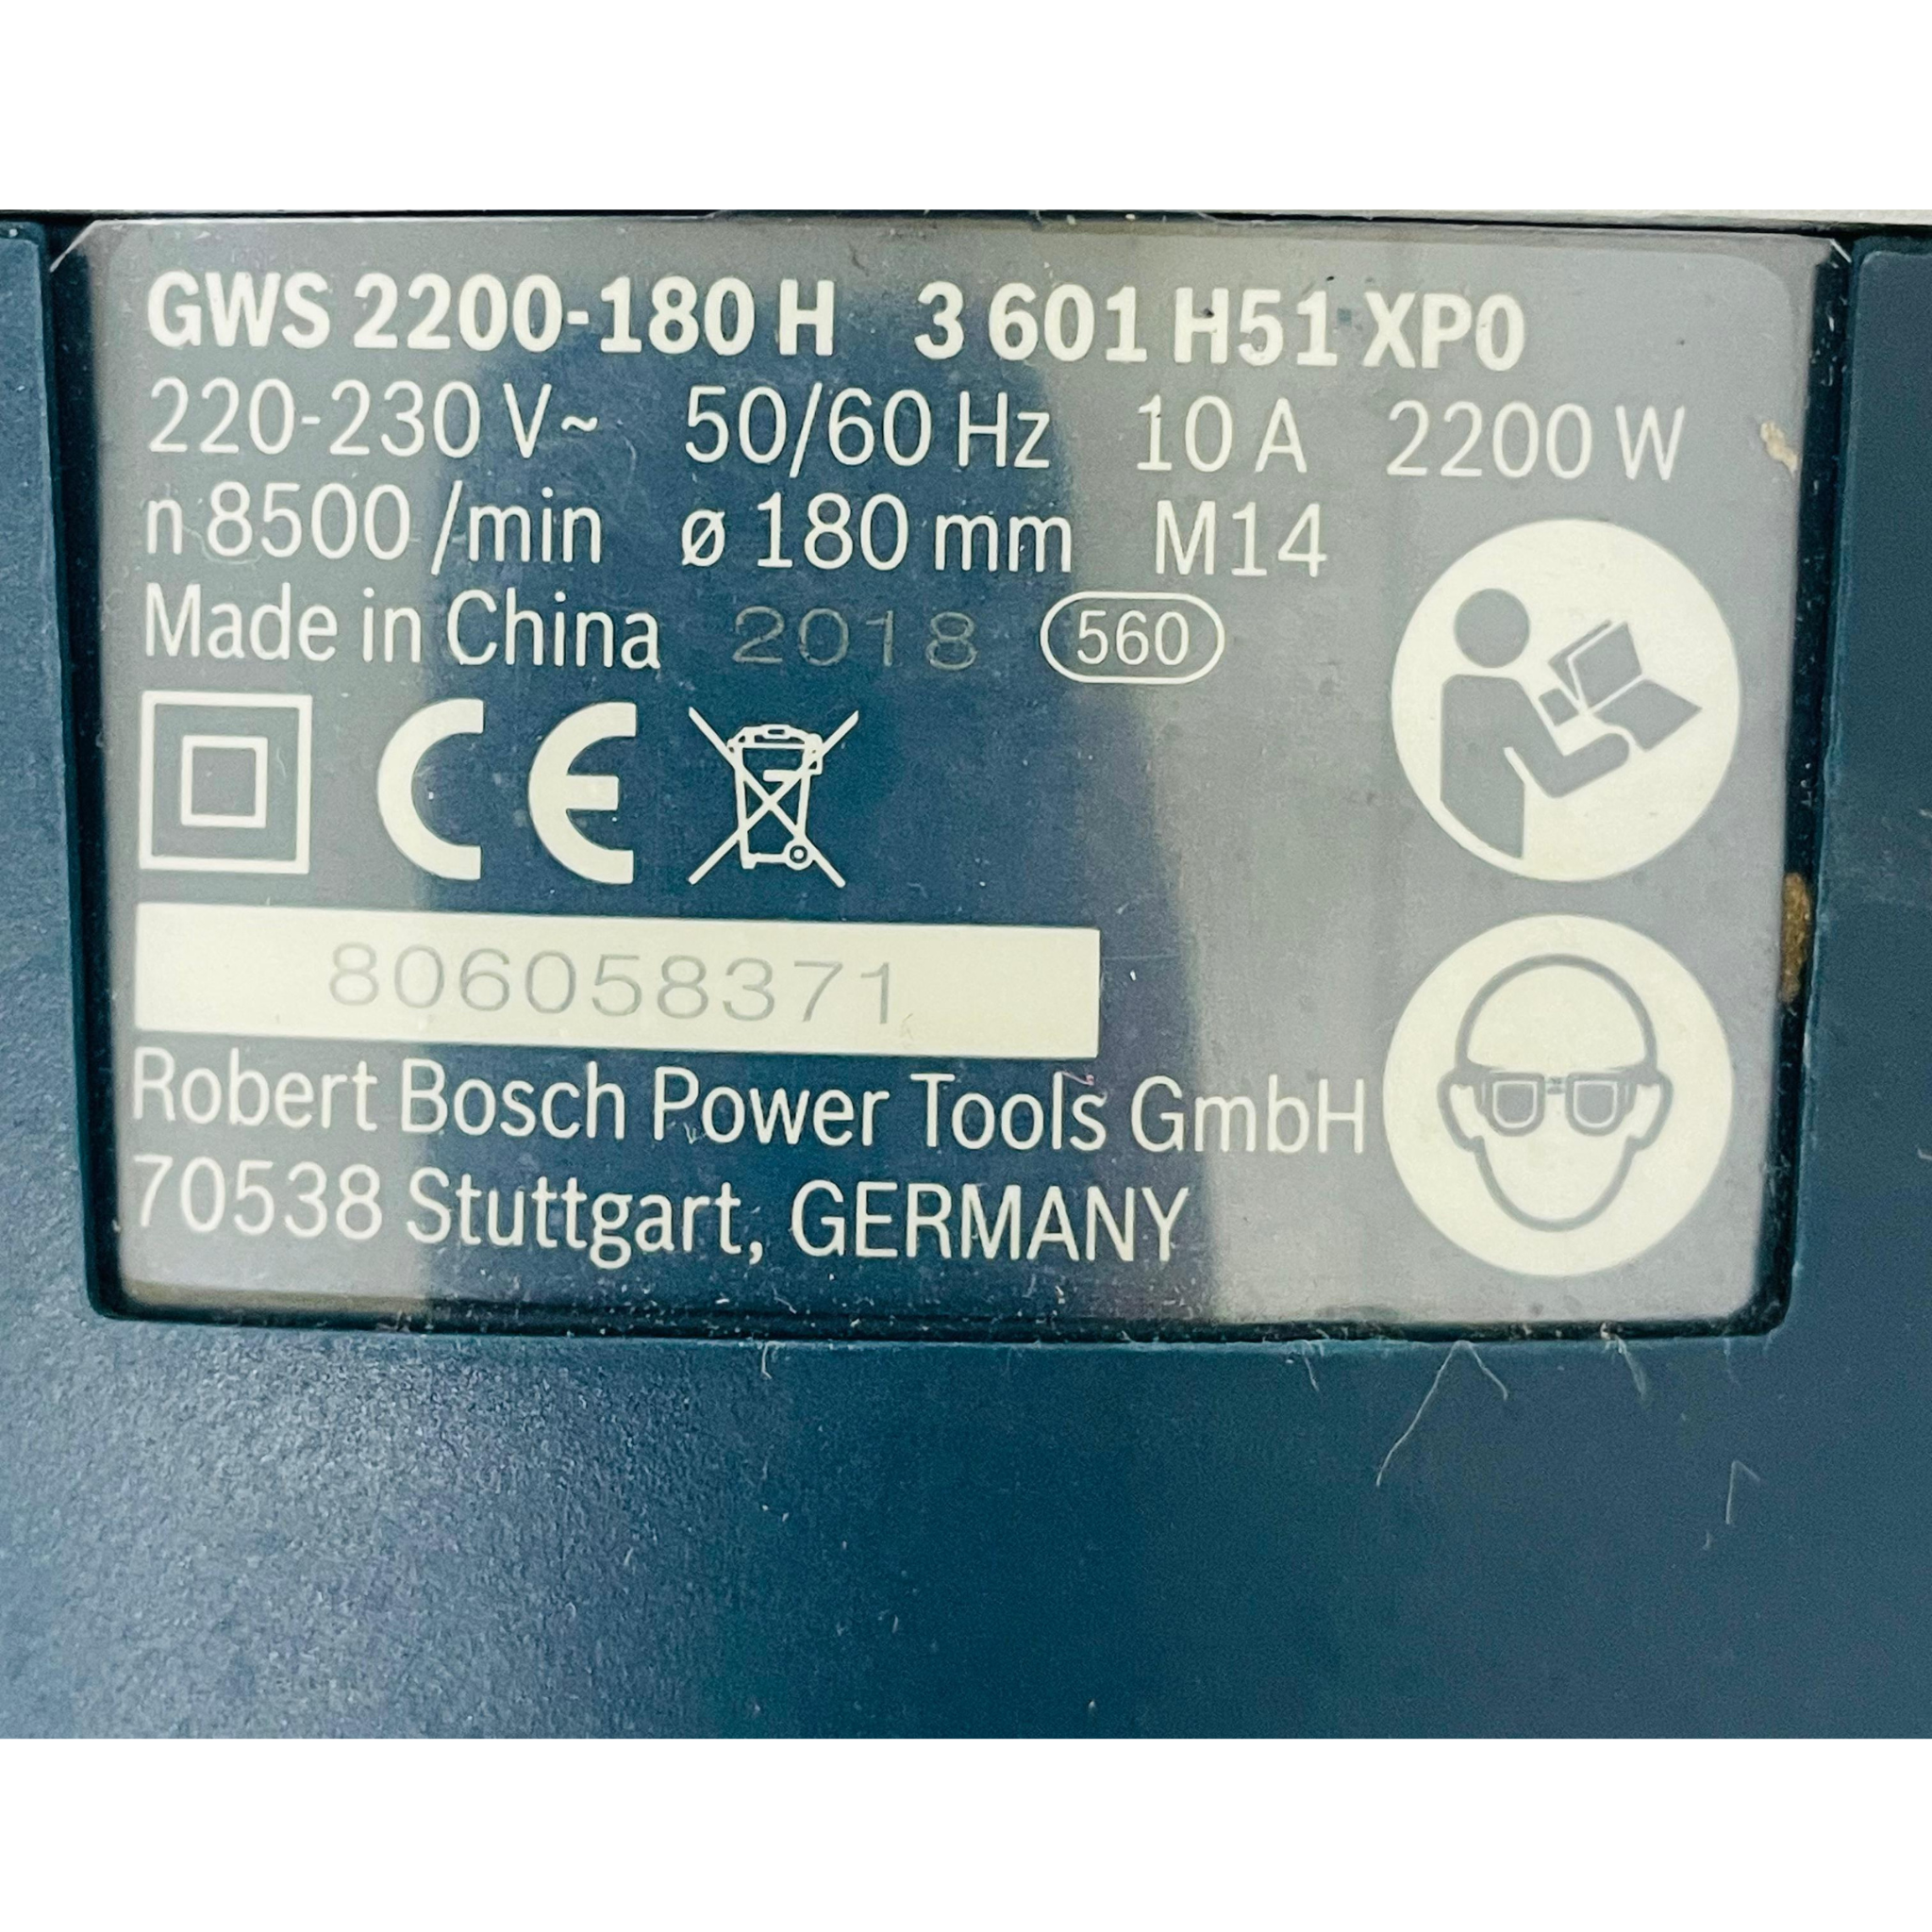 GWS 2200-180 H 3 601 H51 XP0
220-230 V~ 50/60 Hz 10 A 2200 W
n 8500 /min ø 180 mm M14
Made in China 2018 560
CE
806058371
Robert Bosch Power Tools GmbH
70538 Stuttgart, GERMANY